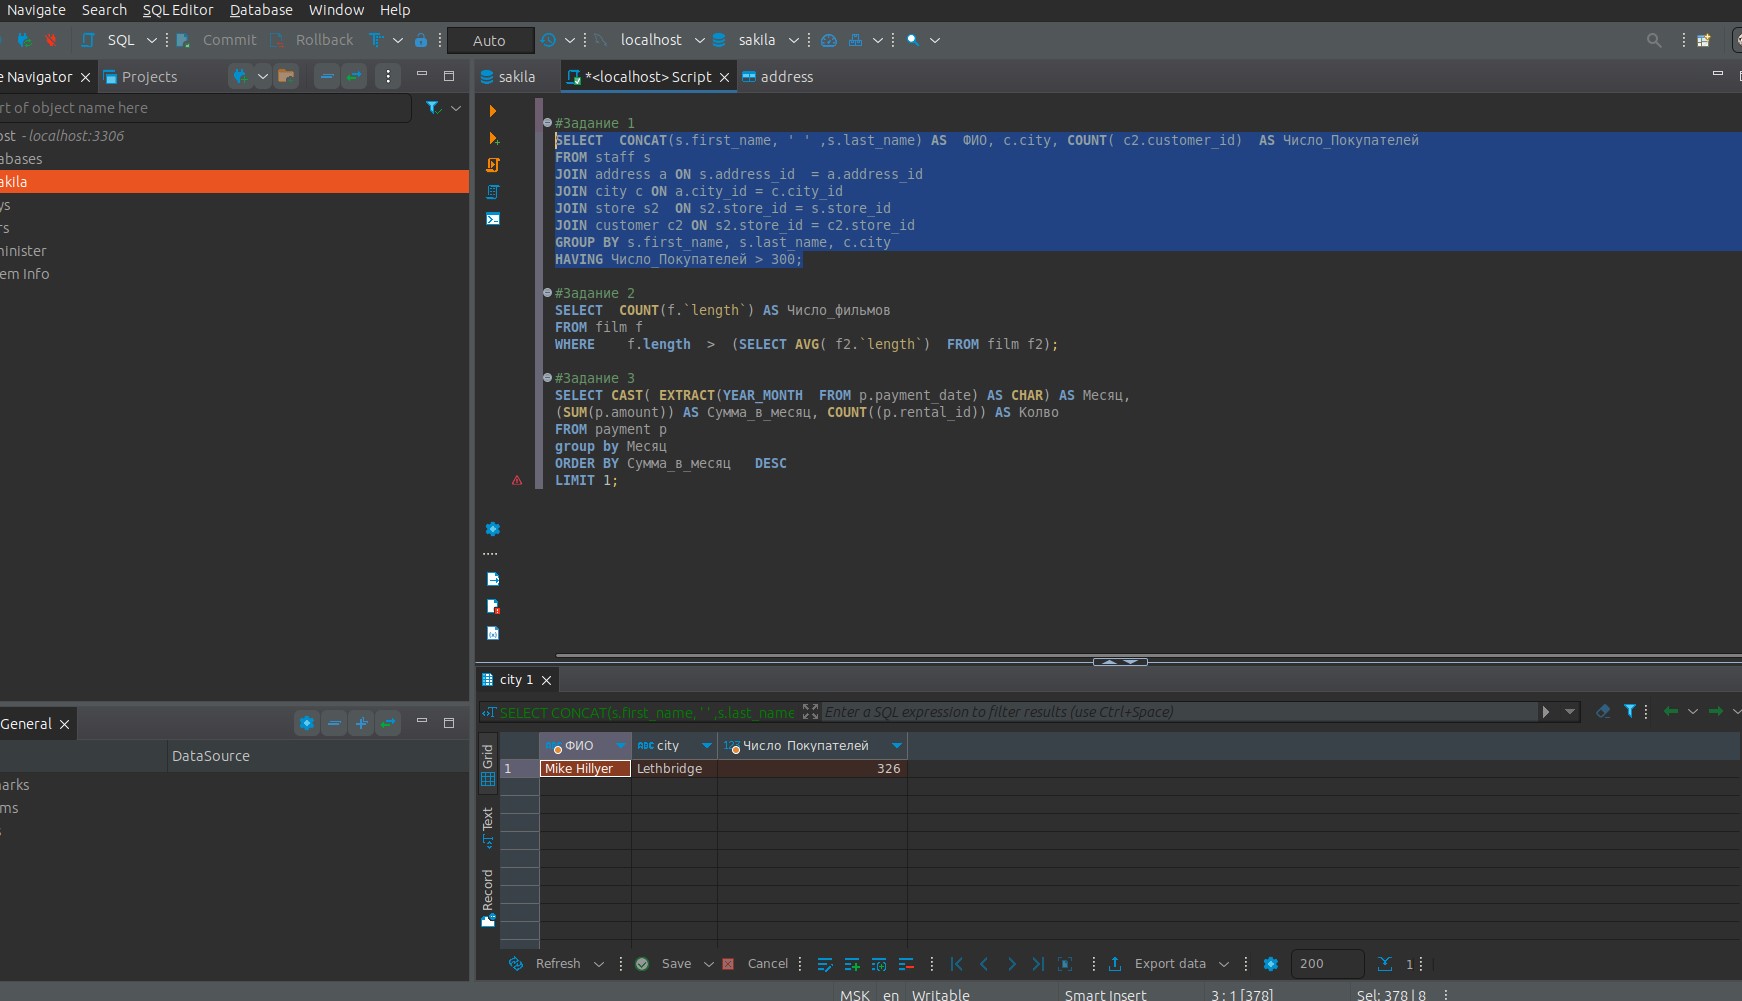 Navigate Search SQL Editor Database Window Help
SQL Commit Rollback Auto localhost sakila
e Navigator Projects sakila *<localhost> Script address
rt of object name here
ost - localhost:3306
abases
akila
ys
rs
minister
em Info
#Задание 1
SELECT CONCAT(s.first_name, ' ' ,s.last_name) AS ФИО, c.city, COUNT( c2.customer_id) AS Число_Покупателей
FROM staff s
JOIN address a ON s.address_id = a.address_id
JOIN city c ON a.city_id = c.city_id
JOIN store s2 ON s2.store_id = s.store_id
JOIN customer c2 ON s2.store_id = c2.store_id
GROUP BY s.first_name, s.last_name, c.city
HAVING Число_Покупателей > 300;
#Задание 2
SELECT COUNT(f.`length`) AS Число_фильмов
FROM film f
WHERE f.length > (SELECT AVG( f2.`length`) FROM film f2);
#Задание 3
SELECT CAST( EXTRACT(YEAR_MONTH FROM p.payment_date) AS CHAR) AS Месяц,
(SUM(p.amount)) AS Сумма_в_месяц, COUNT((p.rental_id)) AS Колво
FROM payment p
group by Месяц
ORDER BY Сумма_в_месяц DESC
LIMIT 1;
General
DataSource
arks
ms
s
city 1
SELECT CONCAT(s.first_name, ' ' ,s.last_name Enter a SQL expression to filter results (use Ctrl+Space)
Grid
Text
Record
ФИО city Число_Покупателей
1 Mike Hillyer Lethbridge 326
Refresh Save Cancel Export data 200 1
MSK en Writable Smart Insert 3 : 1 [378] Sel: 378 | 8